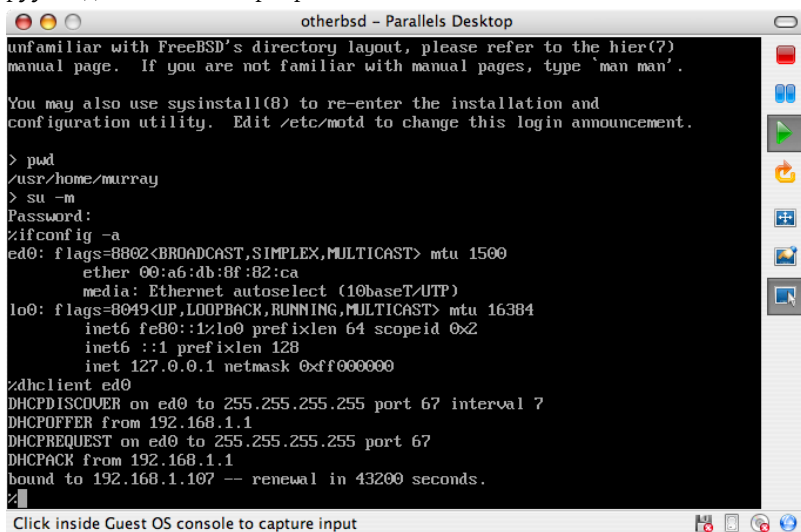 otherbsd – Parallels Desktop
unfamiliar with FreeBSD's directory layout, please refer to the hier(7)
manual page.  If you are not familiar with manual pages, type `man man'.
You may also use sysinstall(8) to re-enter the installation and
configuration utility.  Edit /etc/motd to change this login announcement.
> pwd
/usr/home/murray
> su -m
Password:
%ifconfig -a
ed0: flags=8802<BROADCAST,SIMPLEX,MULTICAST> mtu 1500
        ether 00:a6:db:8f:82:ca
        media: Ethernet autoselect (10baseT/UTP)
lo0: flags=8049<UP,LOOPBACK,RUNNING,MULTICAST> mtu 16384
        inet6 fe80::1%lo0 prefixlen 64 scopeid 0x2
        inet6 ::1 prefixlen 128
        inet 127.0.0.1 netmask 0xff000000
%dhclient ed0
DHCPDISCOVER on ed0 to 255.255.255.255 port 67 interval 7
DHCPOFFER from 192.168.1.1
DHCPREQUEST on ed0 to 255.255.255.255 port 67
DHCPACK from 192.168.1.1
bound to 192.168.1.107 -- renewal in 43200 seconds.
%
Click inside Guest OS console to capture input